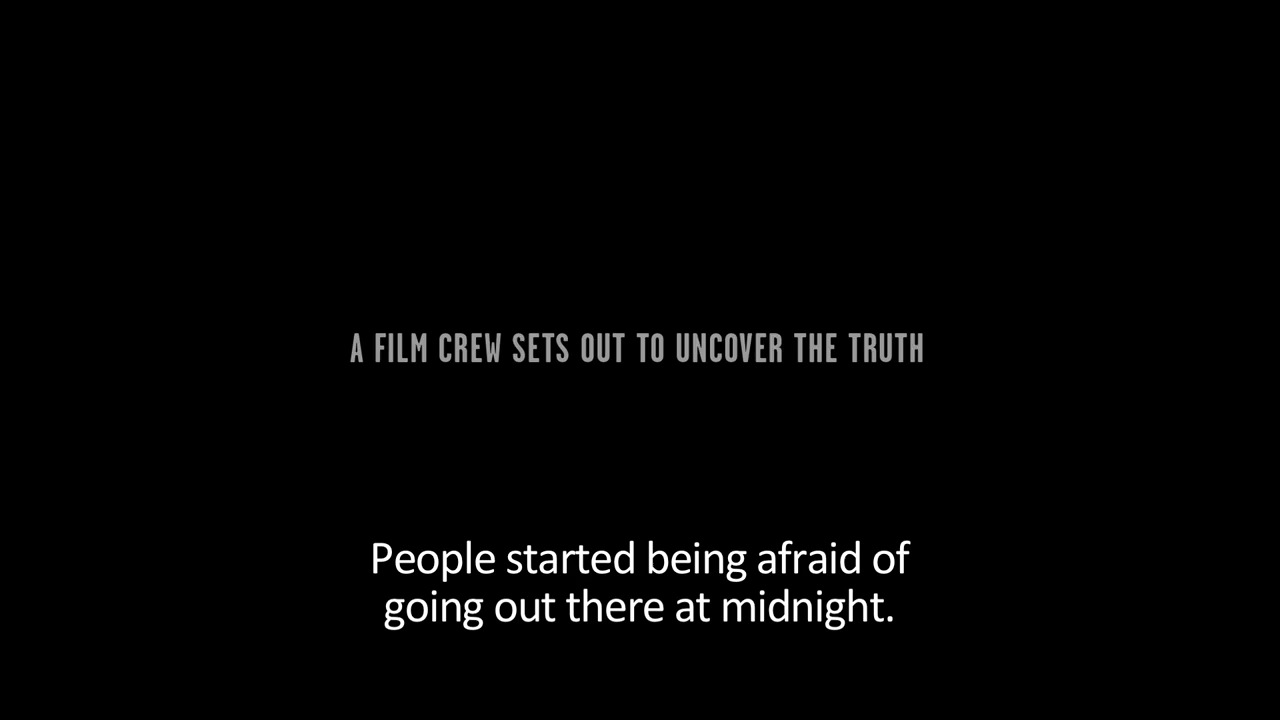 A FILM CREW SETS OUT TO UNCOVER THE TRUTH
People started being afraid of
going out there at midnight.